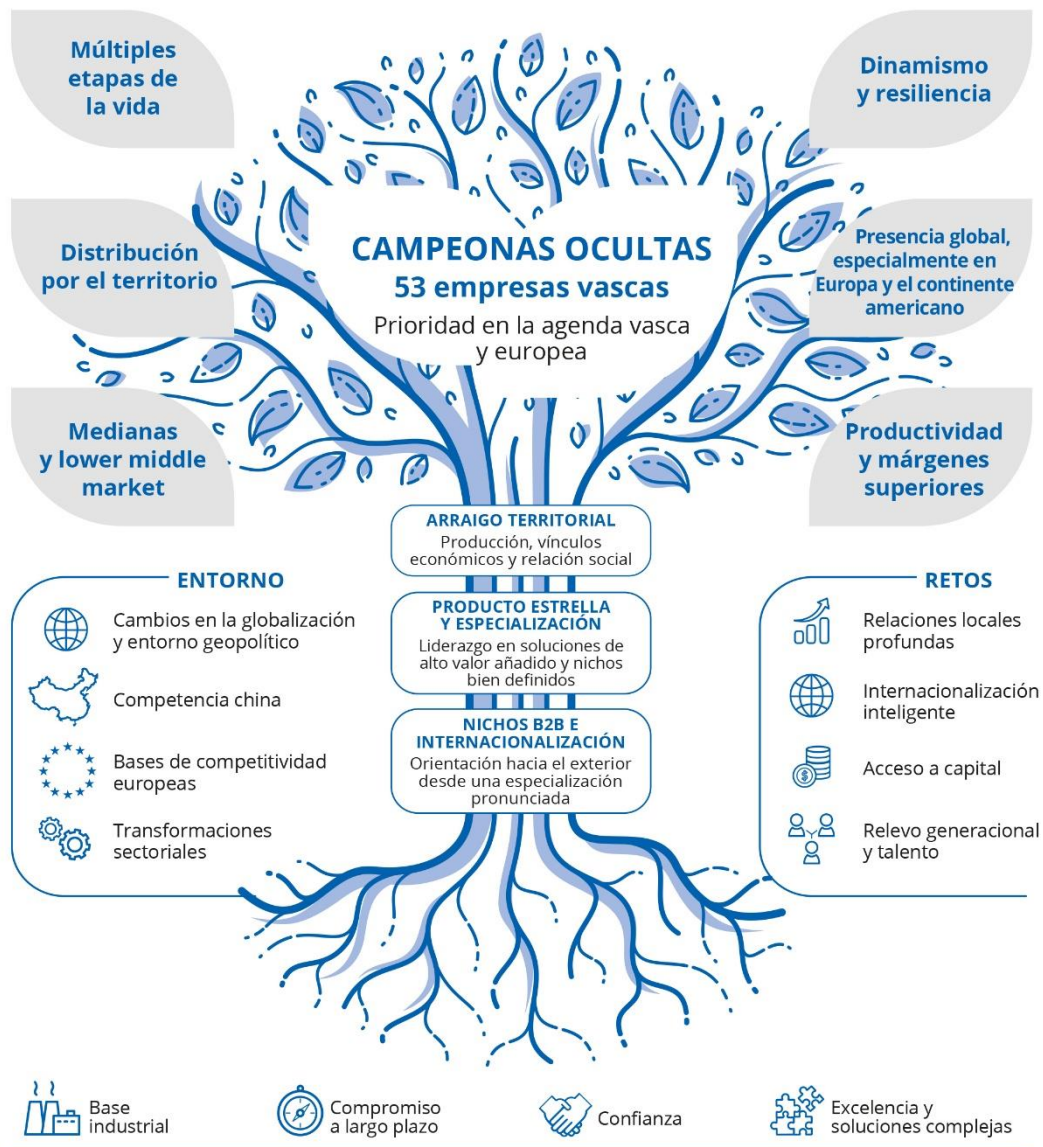 Múltiples
etapas de
la vida
Dinamismo
y resiliencia
Distribución
por el territorio
CAMPEONAS OCULTAS
53 empresas vascas
Prioridad en la agenda vasca
y europea
Presencia global,
especialmente en
Europa y el continente
americano
Medianas
y lower middle
market
Productividad
y márgenes
superiores
ARRAIGO TERRITORIAL
Producción, vínculos
económicos y relación social
PRODUCTO ESTRELLA
Y ESPECIALIZACIÓN
Liderazgo en soluciones de
alto valor añadido y nichos
bien definidos
NICHOS B2B E
INTERNACIONALIZACIÓN
Orientación hacia el exterior
desde una especialización
pronunciada
ENTORNO
Cambios en la globalización
y entorno geopolítico
Competencia china
Bases de competitividad
europeas
Transformaciones
sectoriales
RETOS
Relaciones locales
profundas
Internacionalización
inteligente
Acceso a capital
Relevo generacional
y talento
Base
industrial
Compromiso
a largo plazo
Confianza
Excelencia y
soluciones complejas